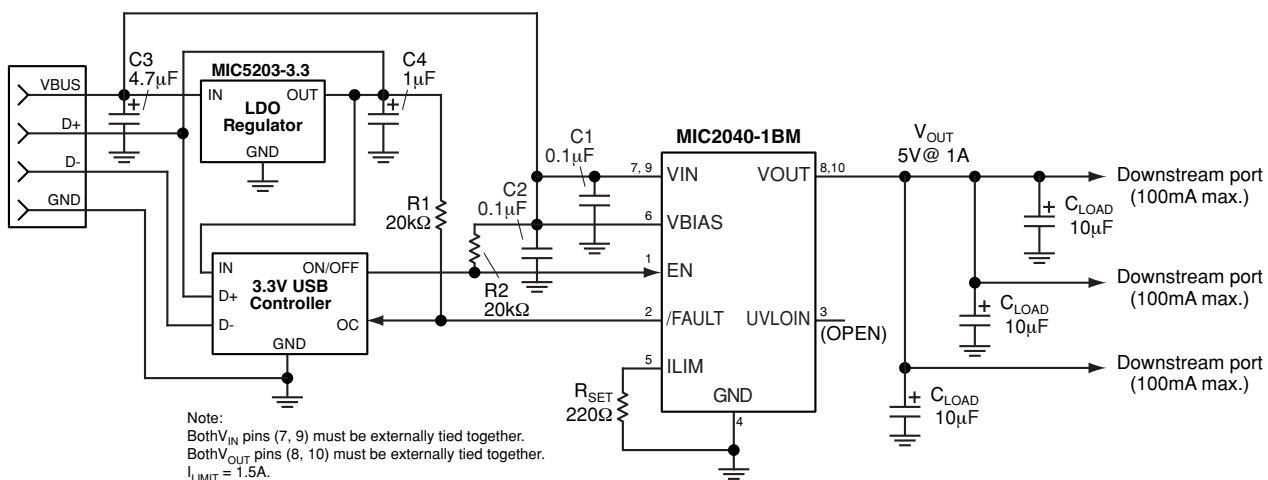 VBUS
D+
D-
GND
C3
4.7µF
MIC5203-3.3
IN
OUT
LDO
Regulator
GND
C4
1µF
R1
20kΩ
IN
ON/OFF
3.3V USB
Controller
D+
D-
OC
GND
C1
0.1µF
C2
0.1µF
R2
20kΩ
MIC2040-1BM
7, 9
VIN
VOUT
8,10
6
VBIAS
1
EN
2
/FAULT
UVLOIN
3
(OPEN)
5
ILIM
GND
4
RSET
220Ω
VOUT
5V@ 1A
CLOAD
10µF
Downstream port
(100mA max.)
CLOAD
10µF
Downstream port
(100mA max.)
CLOAD
10µF
Downstream port
(100mA max.)
Note:
BothVIN pins (7, 9) must be externally tied together.
BothVOUT pins (8, 10) must be externally tied together.
ILIMIT = 1.5A.